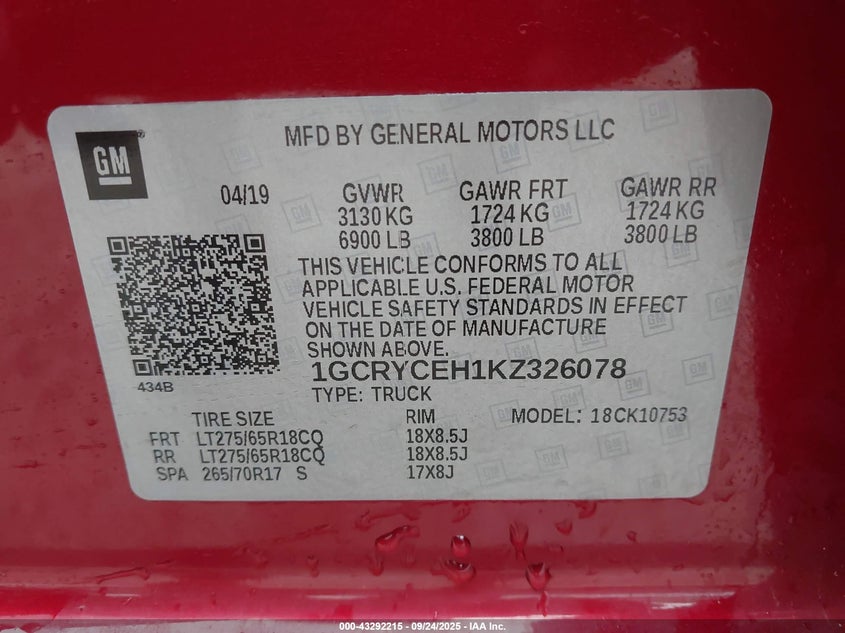 GM
MFD BY GENERAL MOTORS LLC
04/19 GVWR GAWR FRT GAWR RR
3130 KG 1724 KG 1724 KG
6900 LB 3800 LB 3800 LB
THIS VEHICLE CONFORMS TO ALL
APPLICABLE U.S. FEDERAL MOTOR
VEHICLE SAFETY STANDARDS IN EFFECT
ON THE DATE OF MANUFACTURE
SHOWN ABOVE.
434B
1GCRYCEH1KZ326078
TYPE: TRUCK
TIRE SIZE RIM MODEL: 18CK10753
FRT LT275/65R18CQ 18X8.5J
RR LT275/65R18CQ 18X8.5J
SPA 265/70R17 S 17X8J
000-43292215 - 09/24/2025 - IAA Inc.